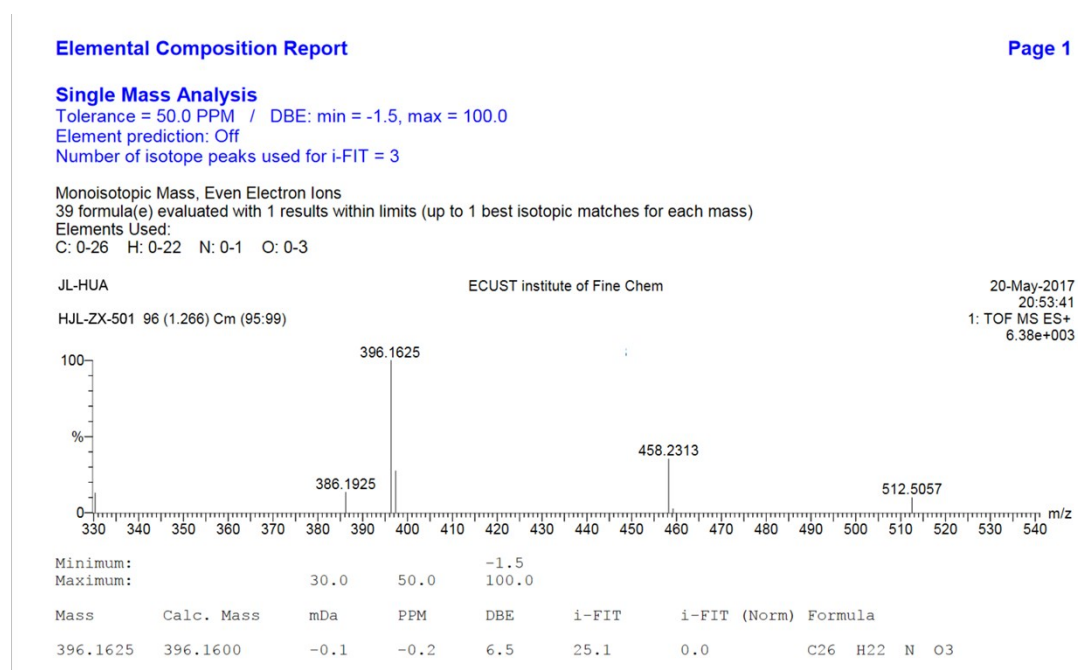 Elemental Composition Report Page 1
Single Mass Analysis
Tolerance = 50.0 PPM / DBE: min = -1.5, max = 100.0
Element prediction: Off
Number of isotope peaks used for i-FIT = 3
Monoisotopic Mass, Even Electron Ions
39 formula(e) evaluated with 1 results within limits (up to 1 best isotopic matches for each mass)
Elements Used:
C: 0-26 H: 0-22 N: 0-1 O: 0-3
JL-HUA ECUST institute of Fine Chem 20-May-2017
20:53:41
HJL-ZX-501 96 (1.266) Cm (95:99) 1: TOF MS ES+
6.38e+003
396.1625
100
%
458.2313
386.1925
512.5057
0
m/z
330 340 350 360 370 380 390 400 410 420 430 440 450 460 470 480 490 500 510 520 530 540
Minimum: -1.5
Maximum: 30.0 50.0 100.0
Mass Calc. Mass mDa PPM DBE i-FIT i-FIT (Norm) Formula
396.1625 396.1600 -0.1 -0.2 6.5 25.1 0.0 C26 H22 N O3